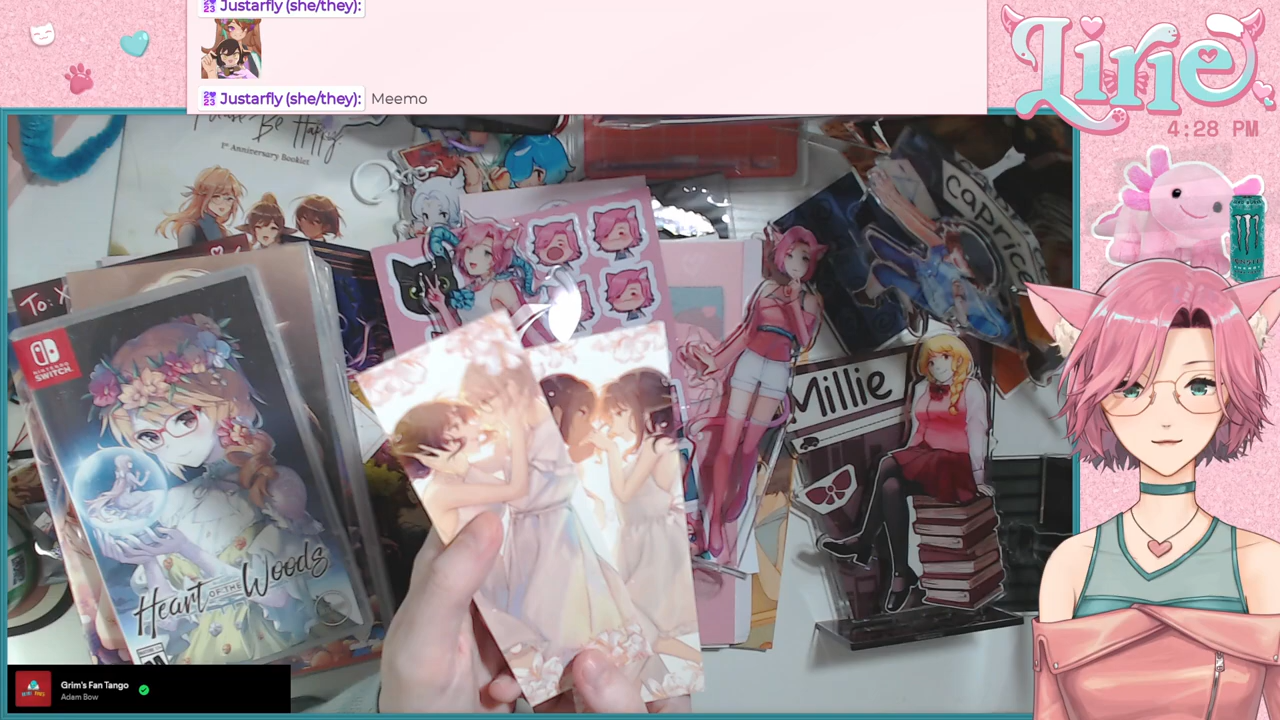 Justarfly (she/they):
Justarfly (she/they): Meemo
Lirie
4:28 PM
Please Be Happy
1st Anniversary Booklet
caprice
To:
NINTENDO
SWITCH
Millie
HEART OF THE WOODS
Grim's Fan Tango
Adam Bow